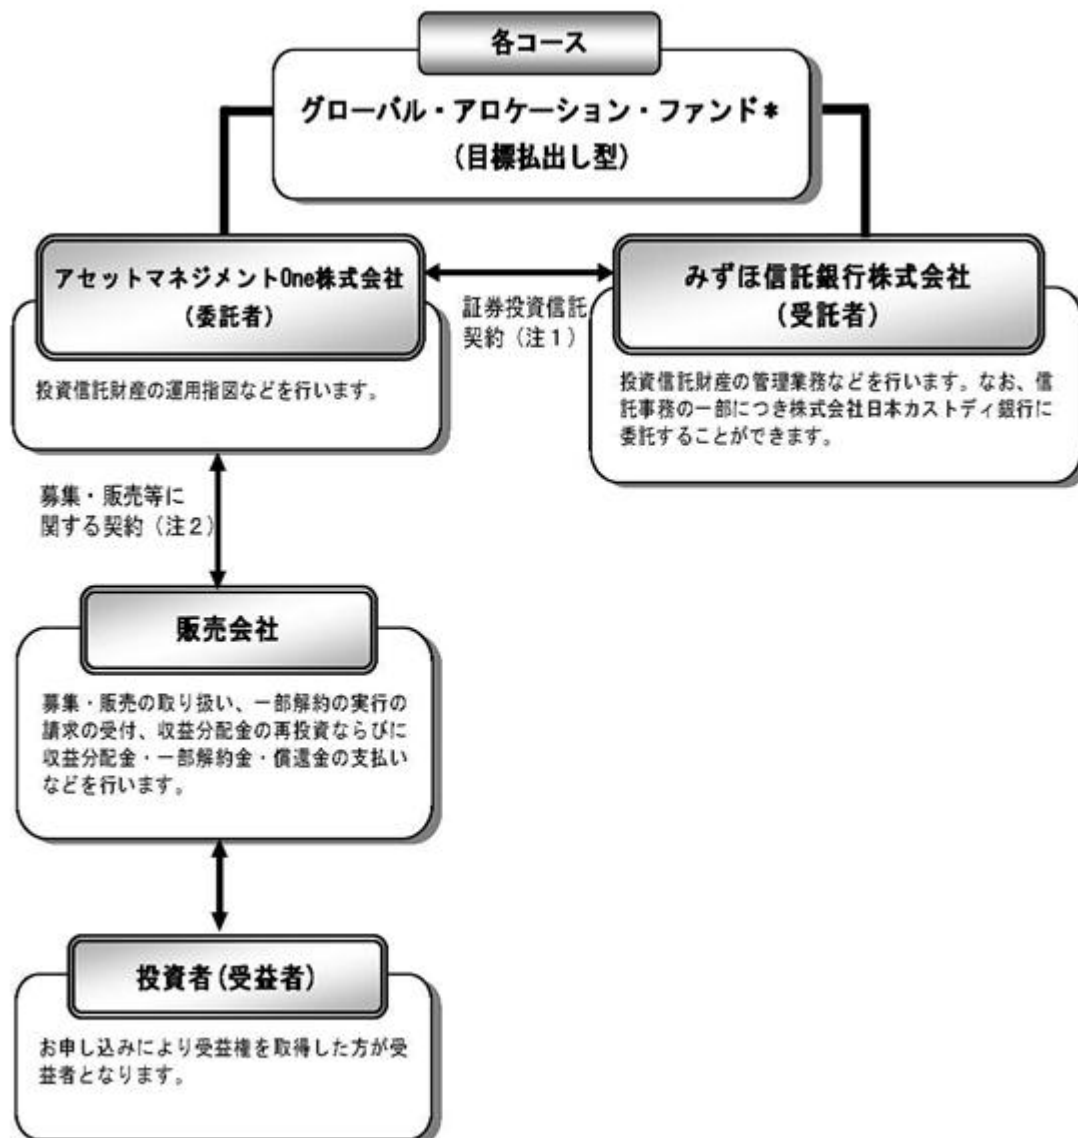 各コース
グローバル・アロケーション・ファンド＊
（目標払出し型）
アセットマネジメントOne株式会社
（委託者）
投資信託財産の運用指図などを行います。
証券投資信託
契約（注１）
みずほ信託銀行株式会社
（受託者）
投資信託財産の管理業務などを行います。なお、信
託事務の一部につき株式会社日本カストディ銀行に
委託することができます。
募集・販売等に
関する契約（注２）
販売会社
募集・販売の取り扱い、一部解約の実行の
請求の受付、収益分配金の再投資ならびに
収益分配金・一部解約金・償還金の支払い
などを行います。
投資者（受益者）
お申し込みにより受益権を取得した方が受
益者となります。